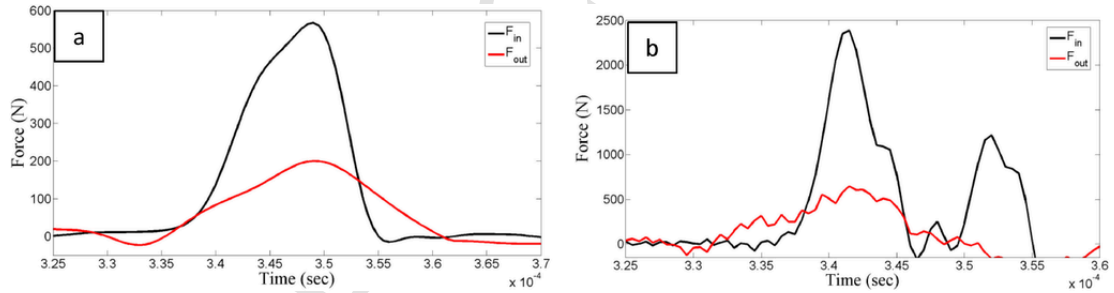 a
600
500
400
300
200
100
0
Force (N)
F_in
F_out
3.25 3.3 3.35 3.4 3.45 3.5 3.55 3.6 3.65 3.7
Time (sec)
x 10^-4
b
2500
2000
1500
1000
500
0
Force (N)
F_in
F_out
3.25 3.3 3.35 3.4 3.45 3.5 3.55 3.6
Time (sec)
x 10^-4